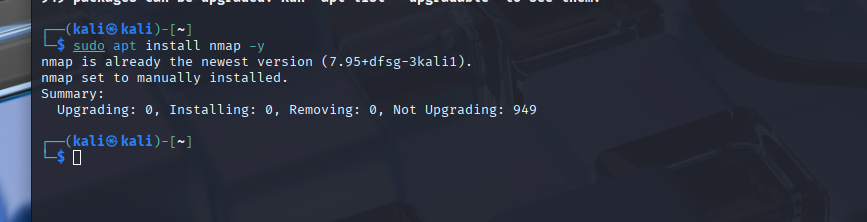 949 packages can be upgraded. Run 'apt list --upgradable' to see them.
┌──(kali㉿kali)-[~]
└─$ sudo apt install nmap -y
nmap is already the newest version (7.95+dfsg-3kali1).
nmap set to manually installed.
Summary:
  Upgrading: 0, Installing: 0, Removing: 0, Not Upgrading: 949
┌──(kali㉿kali)-[~]
└─$